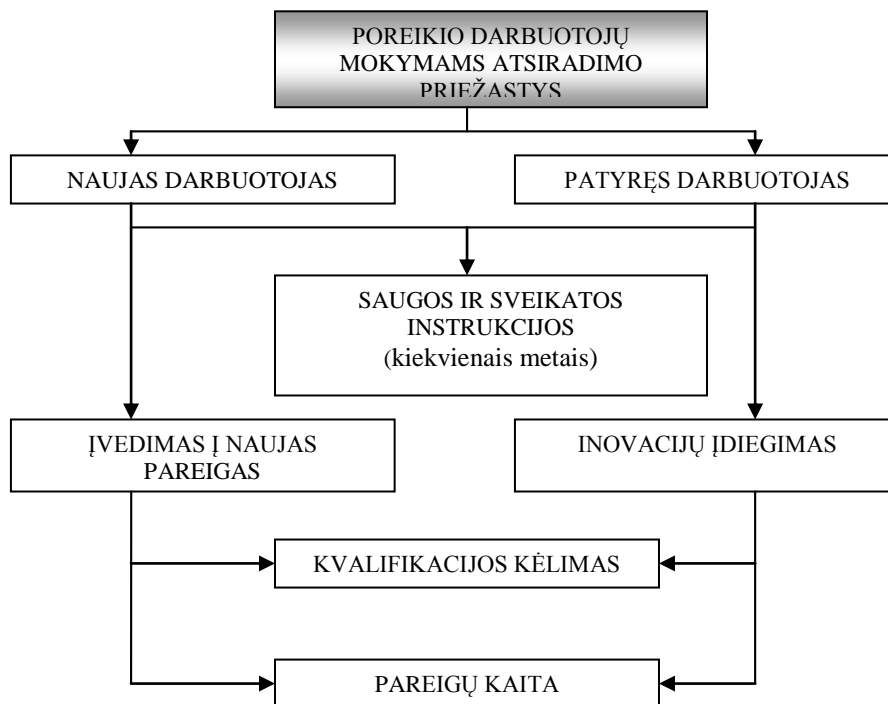 POREIKIO DARBUOTOJŲ
MOKYMAMS ATSIRADIMO
PRIEŽASTYS
NAUJAS DARBUOTOJAS
PATYRĘS DARBUOTOJAS
SAUGOS IR SVEIKATOS
INSTRUKCIJOS
(kiekvienais metais)
ĮVEDIMAS Į NAUJAS
PAREIGAS
INOVACIJŲ ĮDIEGIMAS
KVALIFIKACIJOS KĖLIMAS
PAREIGŲ KAITA